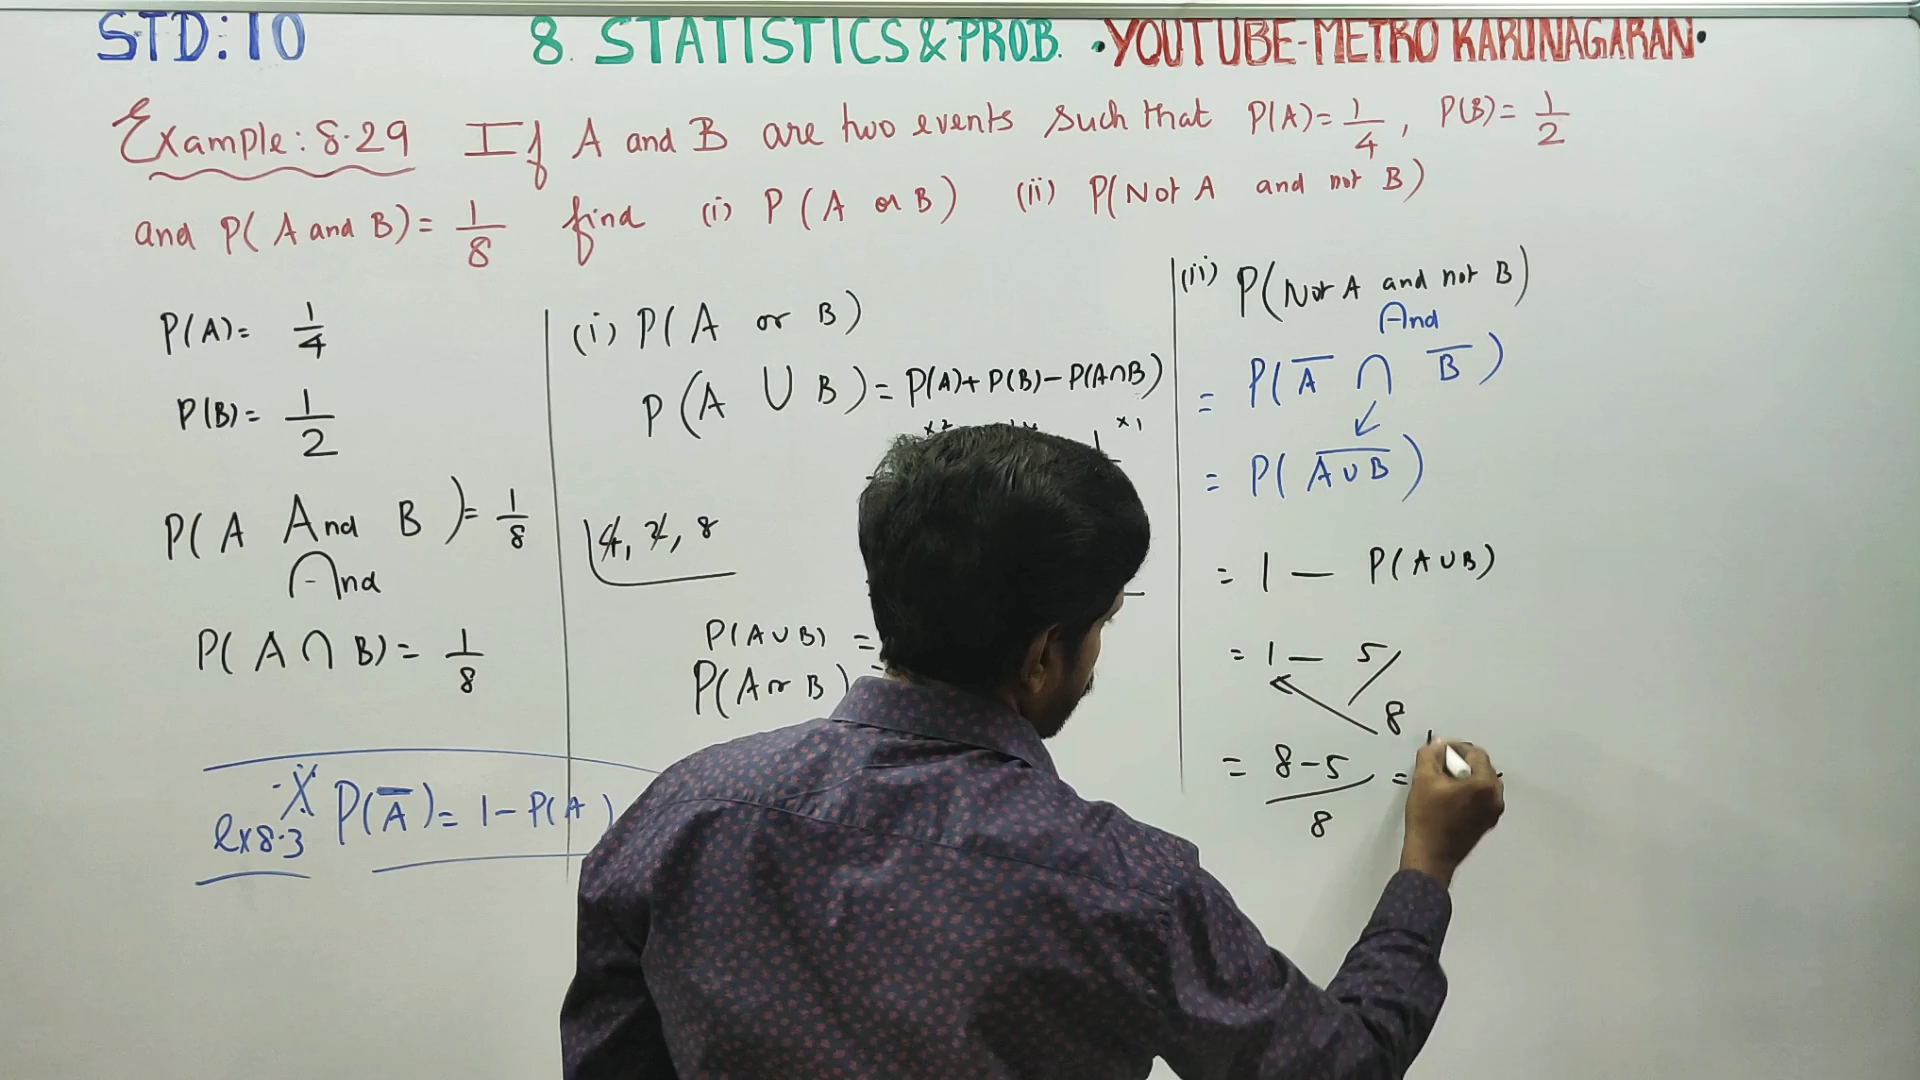 STD:10 8. STATISTICS & PROB. •YOUTUBE-METRO KARUNAGARAN•
Example: 8.29 If A and B are two events such that P(A)= 1/4, P(B)= 1/2
and P( A and B)= 1/8 find (i) P (A or B) (ii) P(Not A and not B)
P(A)= 1/4
P(B)= 1/2
P( A And B )= 1/8
And
P( A ∩ B)= 1/8
ex 8.3 P(A̅)= 1-P(A)
(i) P(A or B)
P(A ∪ B)= P(A)+P(B)-P(A∩B)
×2 ×1
4, 2, 8
P(A∪B) =
P(A or B) =
(ii) P(Not A and not B)
And
= P(A̅ ∩ B̅)
= P(A̅∪̅B̅)
= 1 - P(A∪B)
= 1 - 5/8
= 8-5/8 =